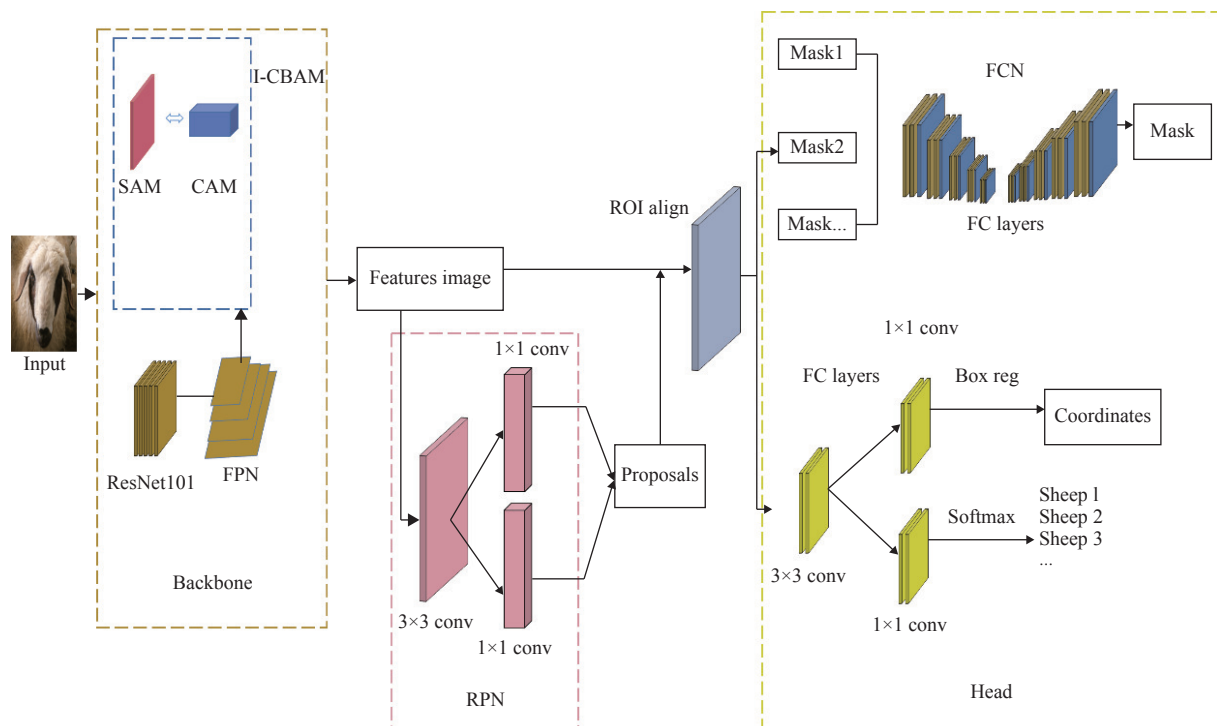 I-CBAM
SAM
CAM
Input
ResNet101
FPN
Backbone
Features image
1×1 conv
3×3 conv
1×1 conv
RPN
Proposals
ROI align
Mask1
Mask2
Mask...
FCN
FC layers
Mask
1×1 conv
FC layers
Box reg
Coordinates
3×3 conv
Softmax
Sheep 1
Sheep 2
Sheep 3
...
1×1 conv
Head